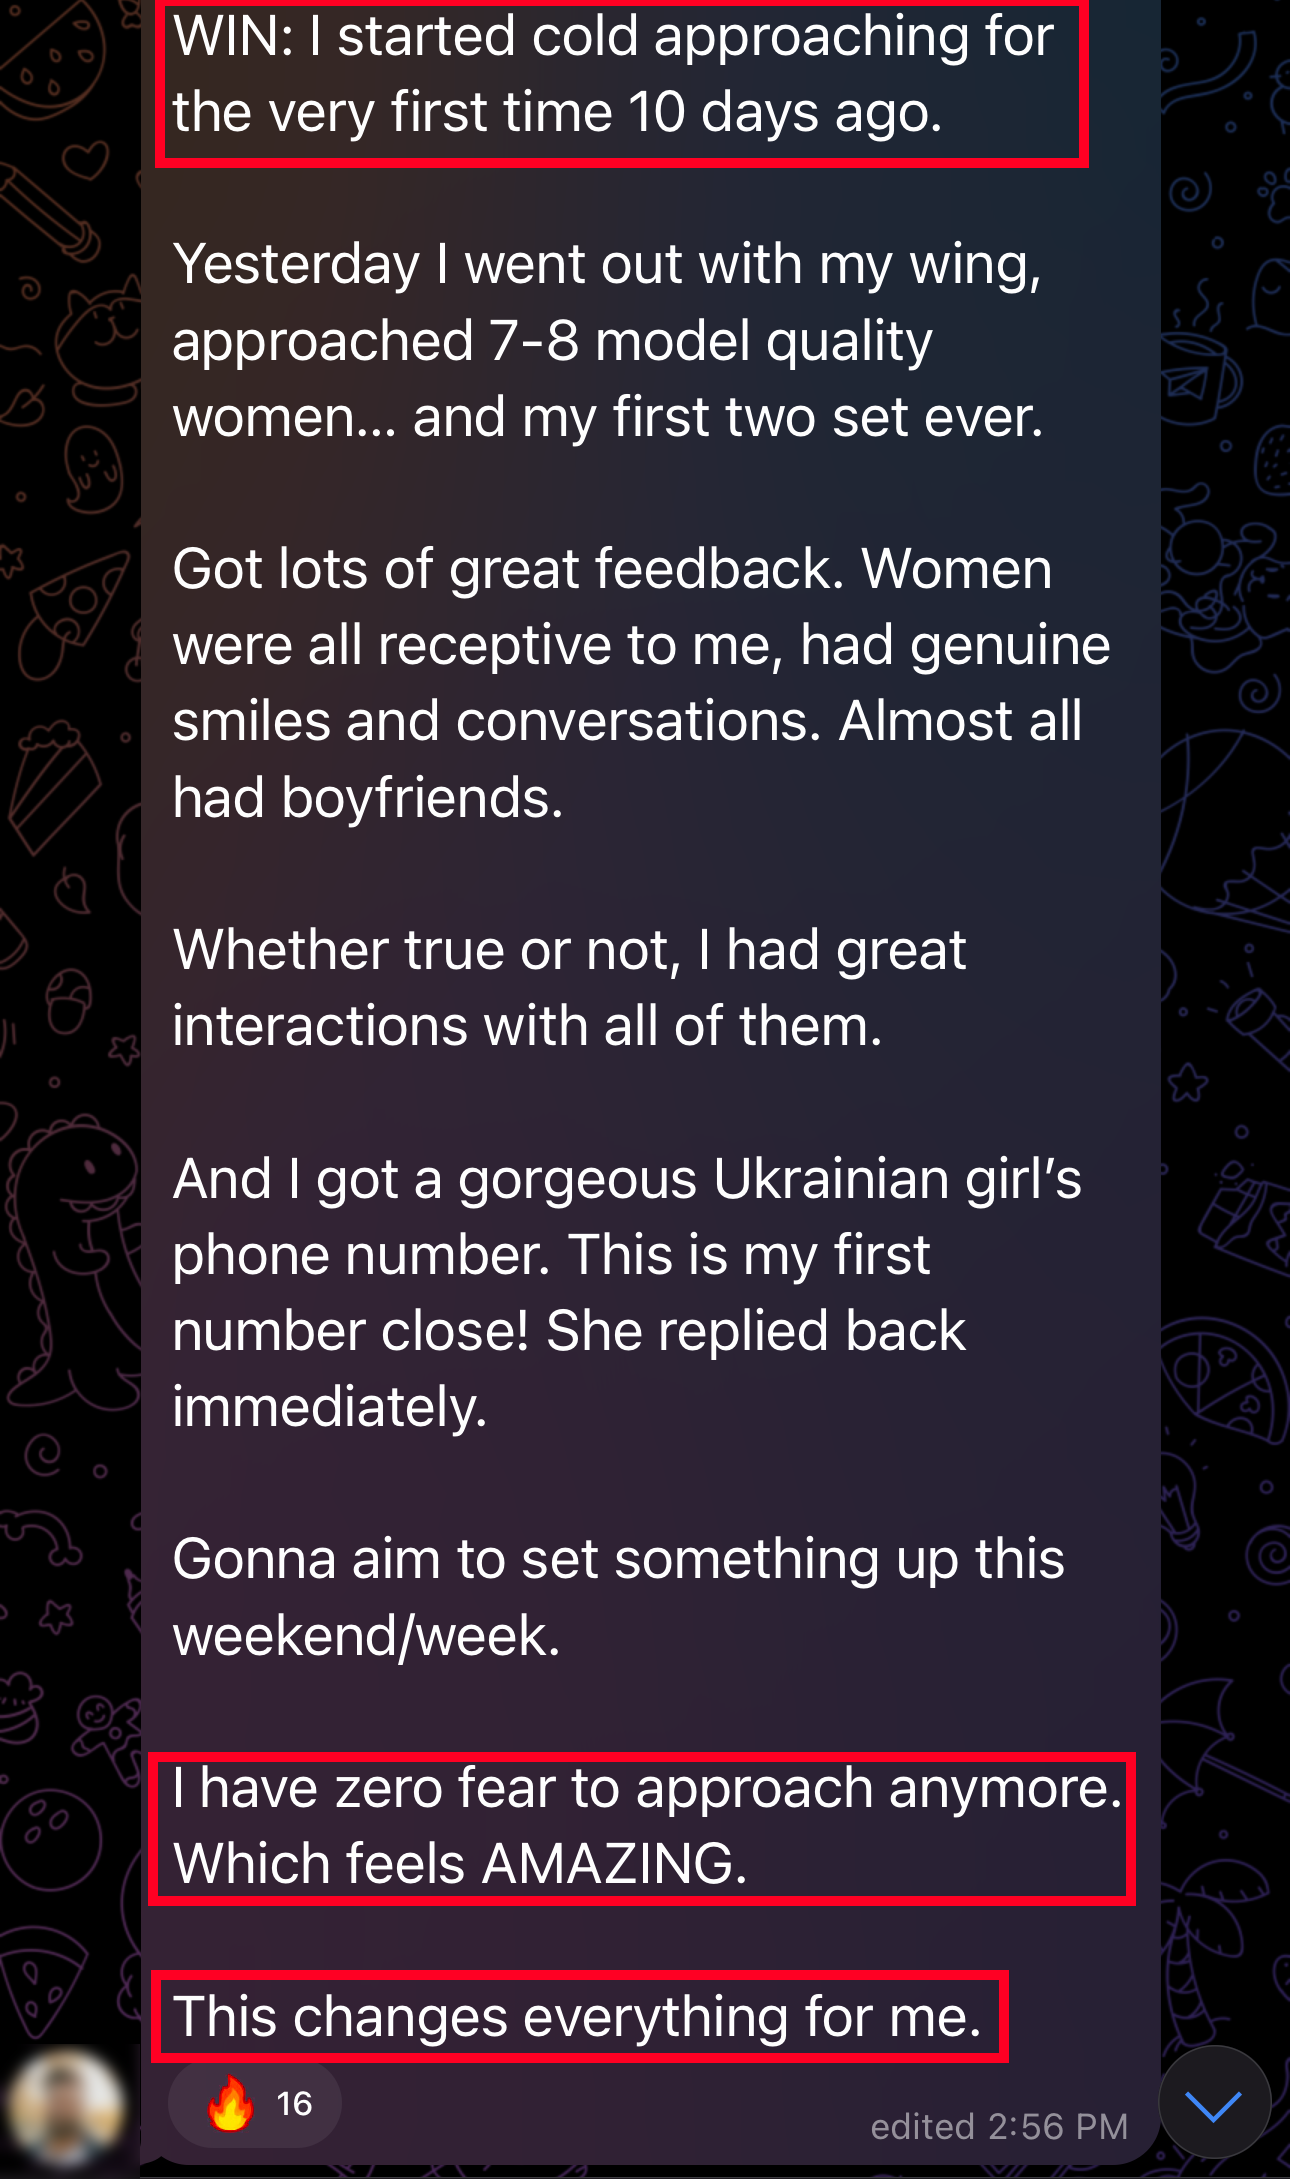 WIN: I started cold approaching for
the very first time 10 days ago.
Yesterday I went out with my wing,
approached 7-8 model quality
women... and my first two set ever.
Got lots of great feedback. Women
were all receptive to me, had genuine
smiles and conversations. Almost all
had boyfriends.
Whether true or not, I had great
interactions with all of them.
And I got a gorgeous Ukrainian girl’s
phone number. This is my first
number close! She replied back
immediately.
Gonna aim to set something up this
weekend/week.
I have zero fear to approach anymore.
Which feels AMAZING.
This changes everything for me.
🔥 16
edited 2:56 PM